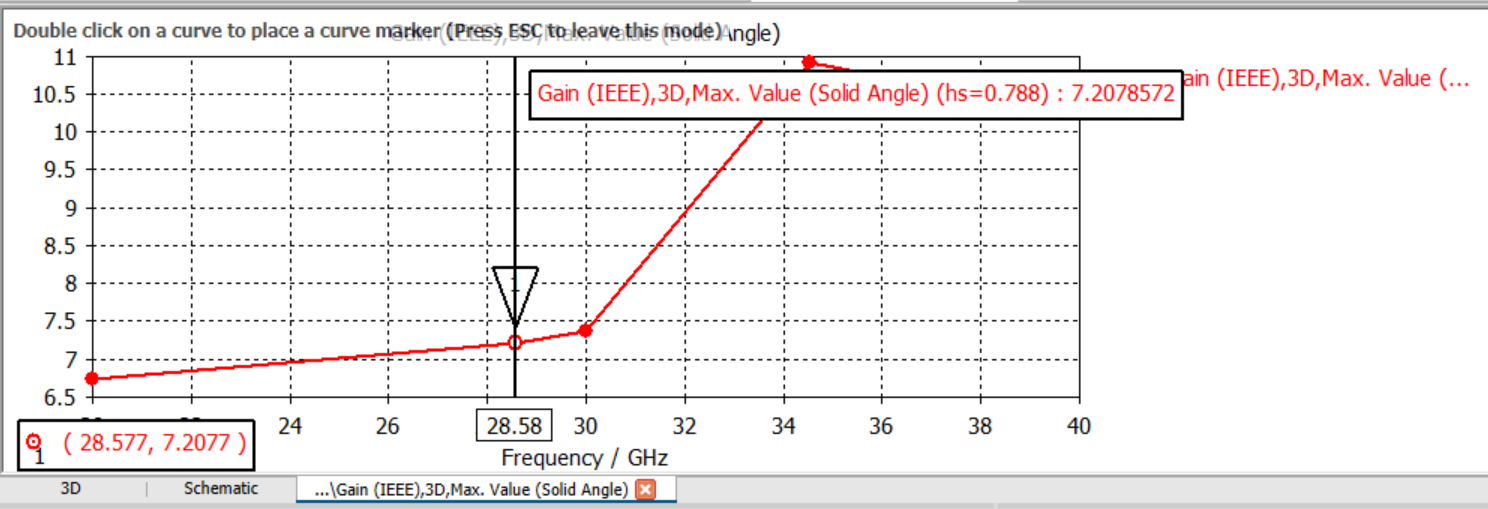 Double click on a curve to place a curve marker (Press ESC to leave this mode) Angle)
11
10.5
10
9.5
9
8.5
8
7.5
7
6.5
Gain (IEEE),3D,Max. Value (Solid Angle) (hs=0.788) : 7.2078572
ain (IEEE),3D,Max. Value (...
1
24 26 28.58 30 32 34 36 38 40
( 28.577, 7.2077 )
1
Frequency / GHz
3D Schematic ...\Gain (IEEE),3D,Max. Value (Solid Angle)